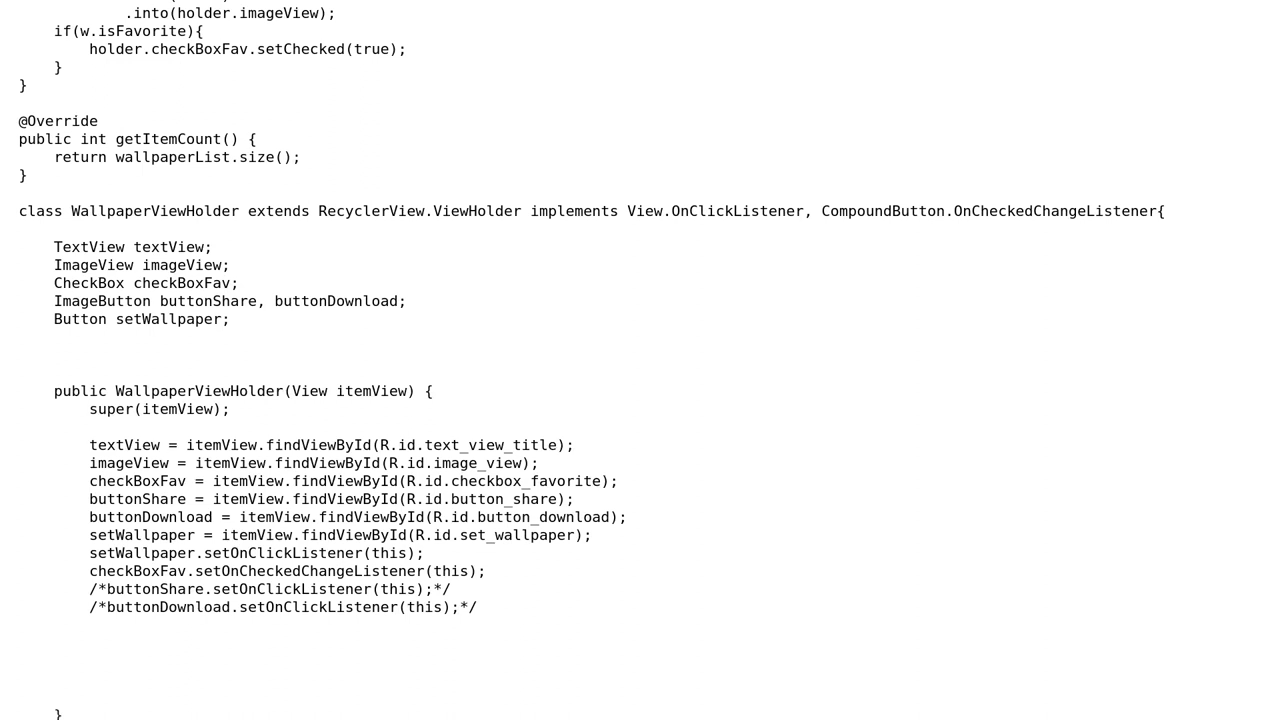 .into(holder.imageView);
if(w.isFavorite){
holder.checkBoxFav.setChecked(true);
}
}
@Override
public int getItemCount() {
return wallpaperList.size();
}
class WallpaperViewHolder extends RecyclerView.ViewHolder implements View.OnClickListener, CompoundButton.OnCheckedChangeListener{
TextView textView;
ImageView imageView;
CheckBox checkBoxFav;
ImageButton buttonShare, buttonDownload;
Button setWallpaper;
public WallpaperViewHolder(View itemView) {
super(itemView);
textView = itemView.findViewById(R.id.text_view_title);
imageView = itemView.findViewById(R.id.image_view);
checkBoxFav = itemView.findViewById(R.id.checkbox_favorite);
buttonShare = itemView.findViewById(R.id.button_share);
buttonDownload = itemView.findViewById(R.id.button_download);
setWallpaper = itemView.findViewById(R.id.set_wallpaper);
setWallpaper.setOnClickListener(this);
checkBoxFav.setOnCheckedChangeListener(this);
/*buttonShare.setOnClickListener(this);*/
/*buttonDownload.setOnClickListener(this);*/
}